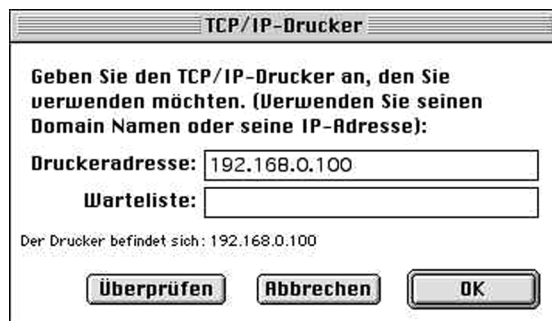 TCP/IP-Drucker
Geben Sie den TCP/IP-Drucker an, den Sie
verwenden möchten. (Verwenden Sie seinen
Domain Namen oder seine IP-Adresse):
Druckeradresse: 192.168.0.100
Warteliste:
Der Drucker befindet sich: 192.168.0.100
Überprüfen Abbrechen OK